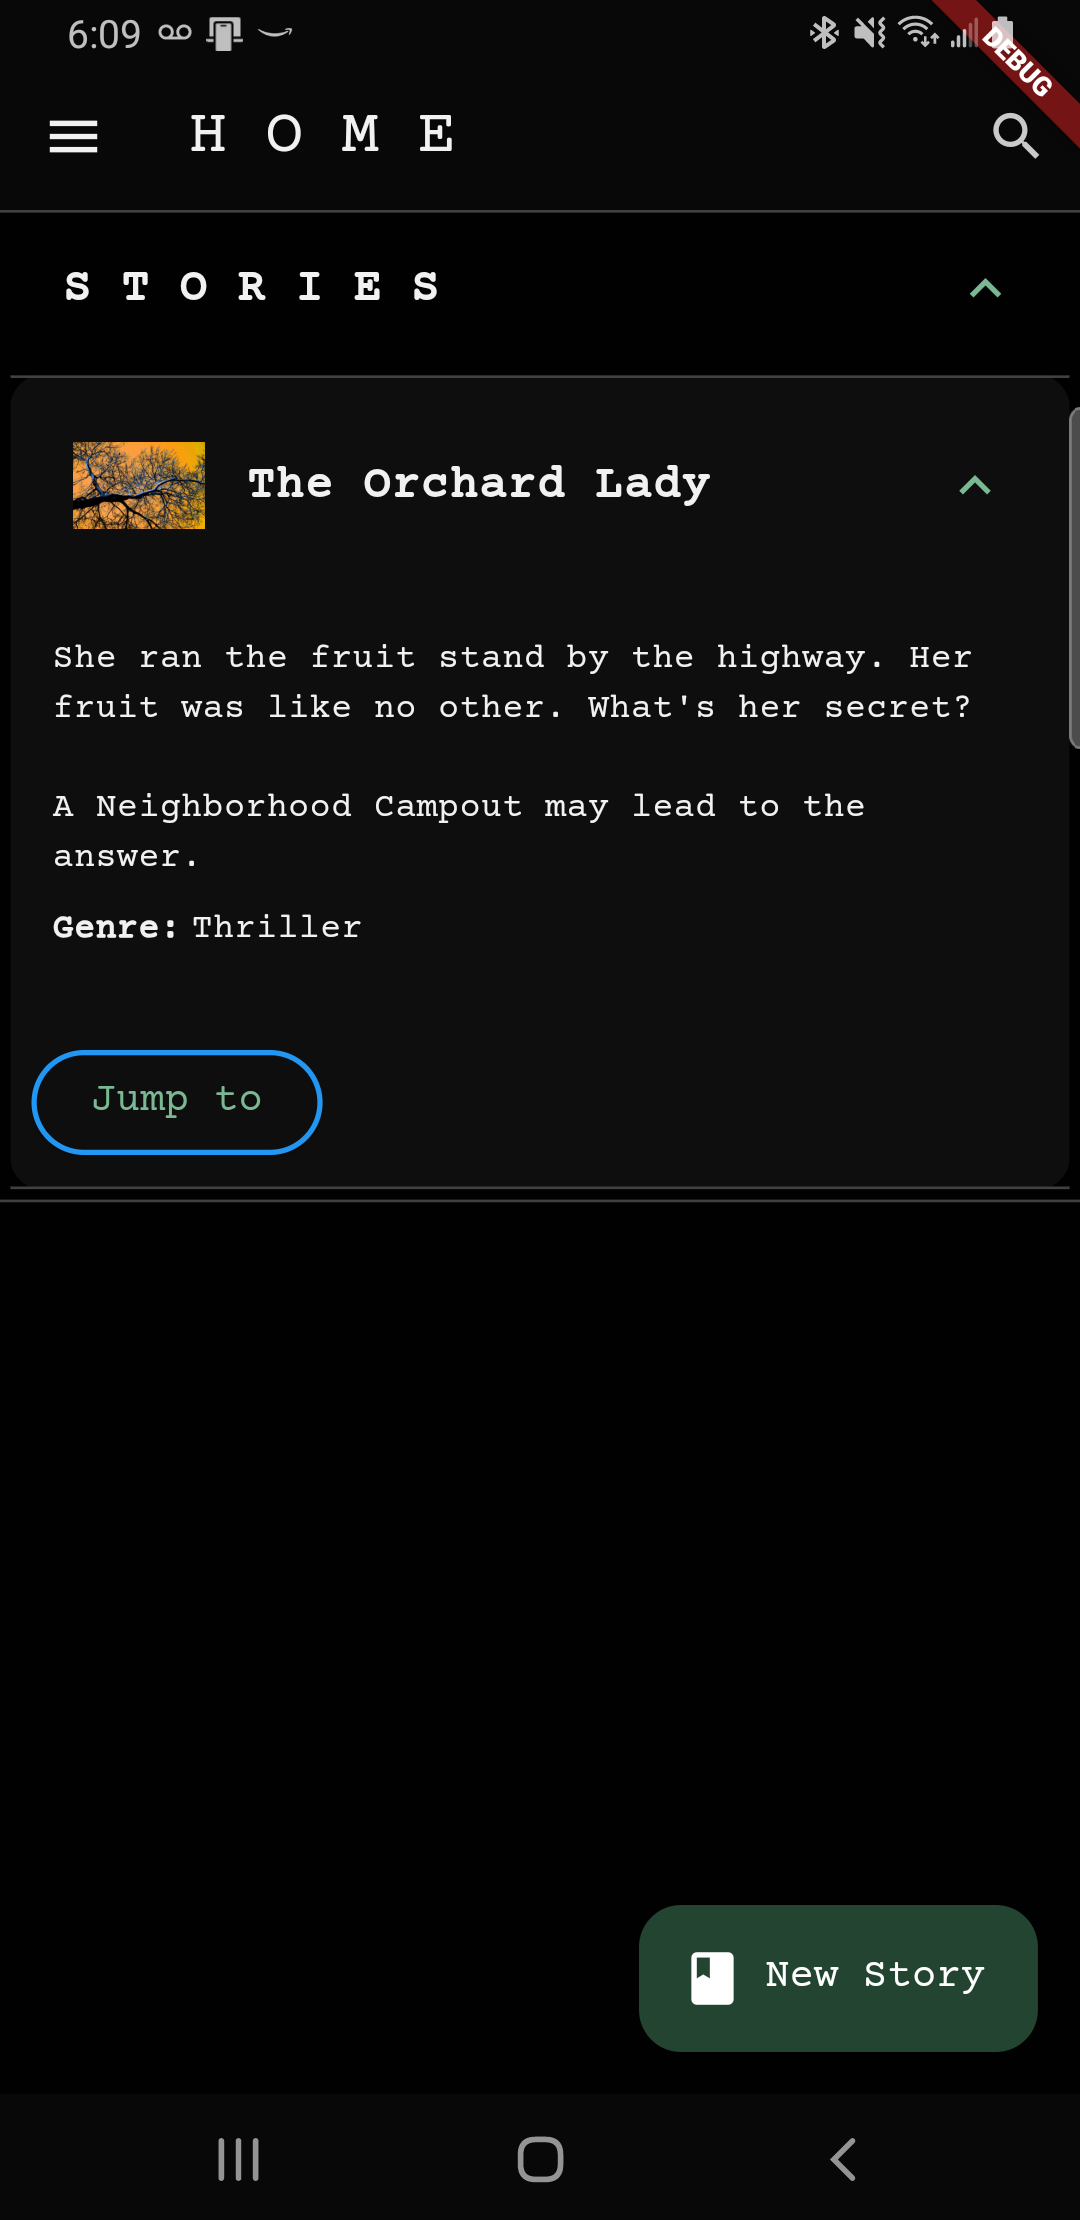 6:09
DEBUG
H O M E
S T O R I E S
The Orchard Lady
She ran the fruit stand by the highway. Her
fruit was like no other. What's her secret?
A Neighborhood Campout may lead to the
answer.
Genre: Thriller
Jump to
New Story